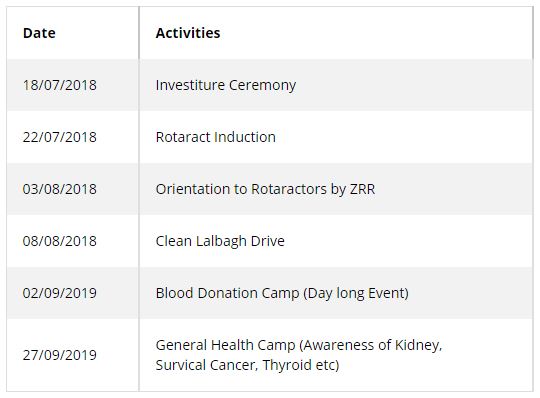 Date Activities
18/07/2018 Investiture Ceremony
22/07/2018 Rotaract Induction
03/08/2018 Orientation to Rotaractors by ZRR
08/08/2018 Clean Lalbagh Drive
02/09/2019 Blood Donation Camp (Day long Event)
27/09/2019 General Health Camp (Awareness of Kidney,
Survical Cancer, Thyroid etc)